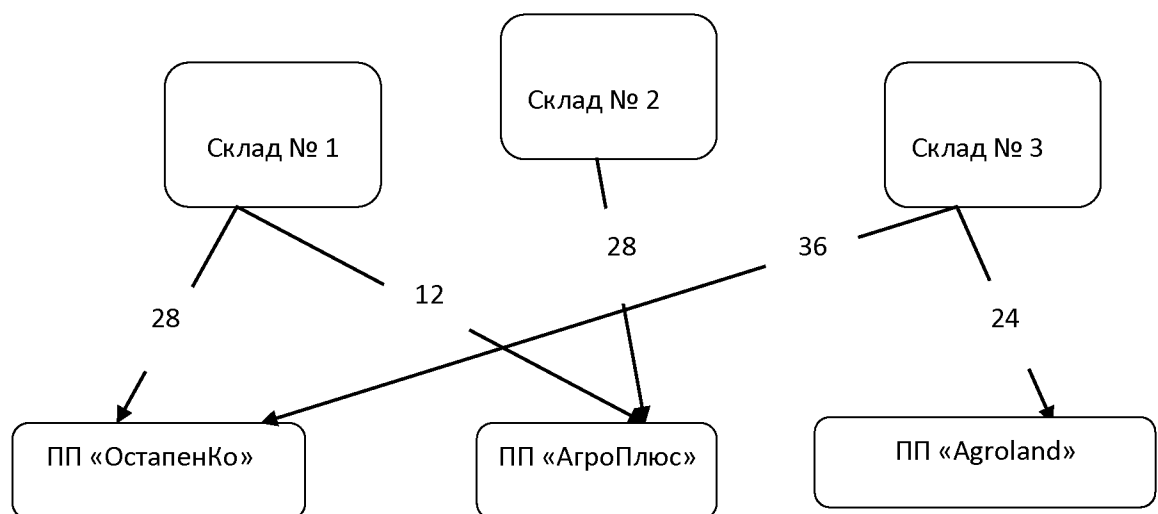 Склад № 1
Склад № 2
Склад № 3
28
12
28
36
24
ПП «ОстапенКо»
ПП «АгроПлюс»
ПП «Agroland»